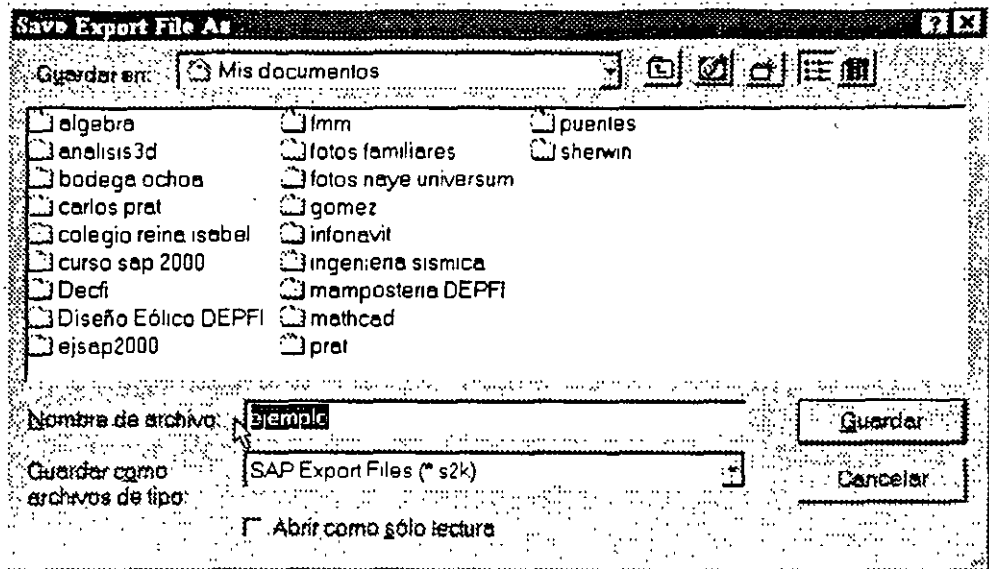 Save Export File As
Guardar en: Mis documentos
algebra
analisis3d
bodega ochoa
carlos prat
colegio reina isabel
curso sap 2000
Decfi
Diseño Eólico DEPFI
ejsap2000
fmm
fotos familiares
fotos naye universum
gomez
infonavit
ingenieria sismica
mamposteria DEPFI
mathcad
prat
puentes
sherwin
Nombre de archivo: ejemplo
Guardar
Guardar como
archivos de tipo:
SAP Export Files (*.s2k)
Cancelar
Abrir como sólo lectura